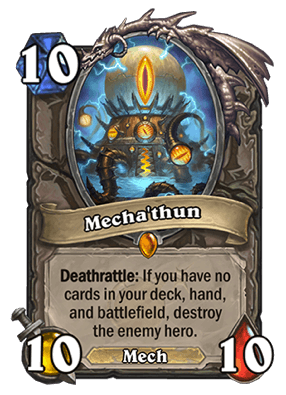 10
Mecha'thun
Deathrattle: If you have no
cards in your deck, hand,
and battlefield, destroy
the enemy hero.
10
Mech
10